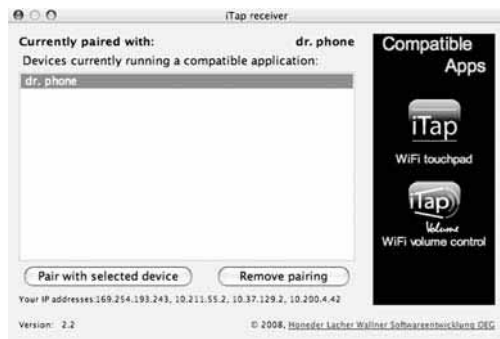 iTap receiver
Currently paired with: dr. phone
Devices currently running a compatible application:
dr. phone
Pair with selected device Remove pairing
Your IP addresses:169.254.193.243, 10.211.55.2, 10.37.129.2, 10.200.4.42
Version: 2.2 © 2008, Honeder Lacher Wallner Softwareentwicklung OEG
Compatible
Apps
iTap
WiFi touchpad
iTap
Volume
WiFi volume control